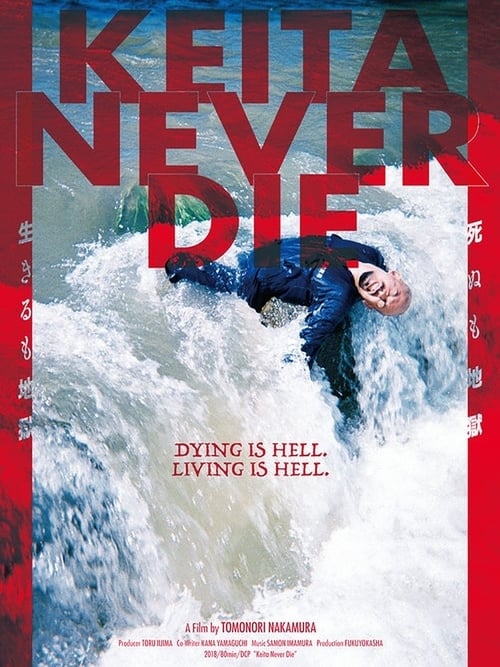 KEITA
NEVER
DIE
生きるも地獄
死ぬも地獄
DYING IS HELL.
LIVING IS HELL.
A Film by TOMONORI NAKAMURA
Producer TORU IIJIMA Co-Writer KANA YAMAGUCHI Music SAMON IMAMURA Production FUKUYOKASHA
2018/80min/DCP "Keita Never Die"